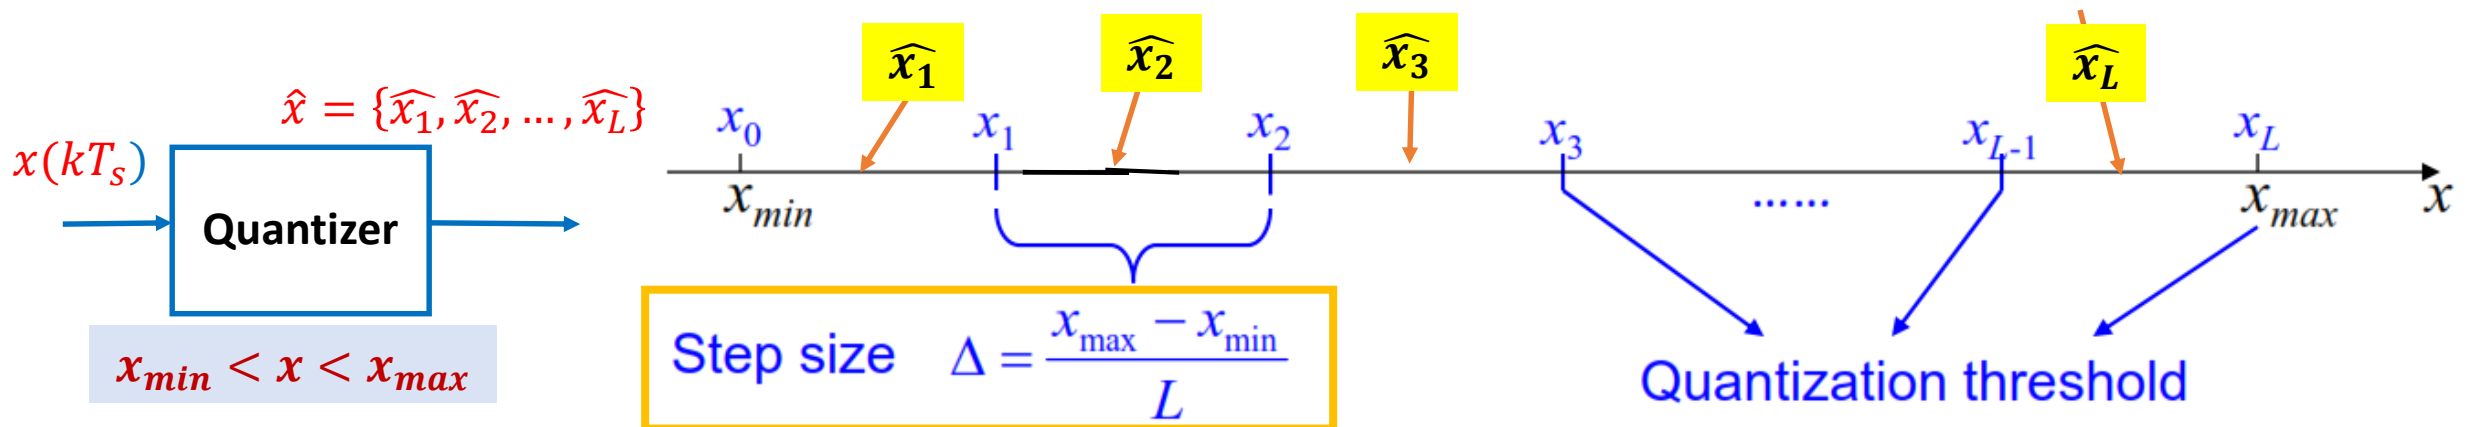 x̂ = {x̂₁, x̂₂, …, x̂_L}
x(kTₛ)
Quantizer
x_min < x < x_max
x̂₁ x̂₂ x̂₃ x̂_L
x₀ x₁ x₂ x₃ x_{L-1} x_L
x_min ...... x_max x
Step size Δ = (x_max − x_min) / L
Quantization threshold